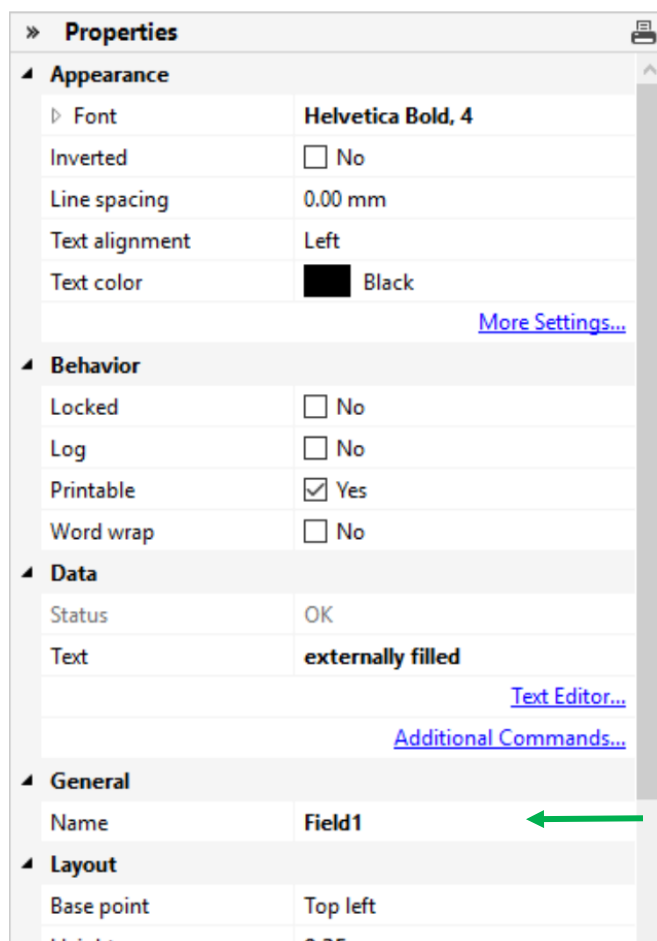 Properties
Appearance
Font Helvetica Bold, 4
Inverted No
Line spacing 0.00 mm
Text alignment Left
Text color Black
More Settings...
Behavior
Locked No
Log No
Printable Yes
Word wrap No
Data
Status OK
Text externally filled
Text Editor...
Additional Commands...
General
Name Field1
Layout
Base point Top left